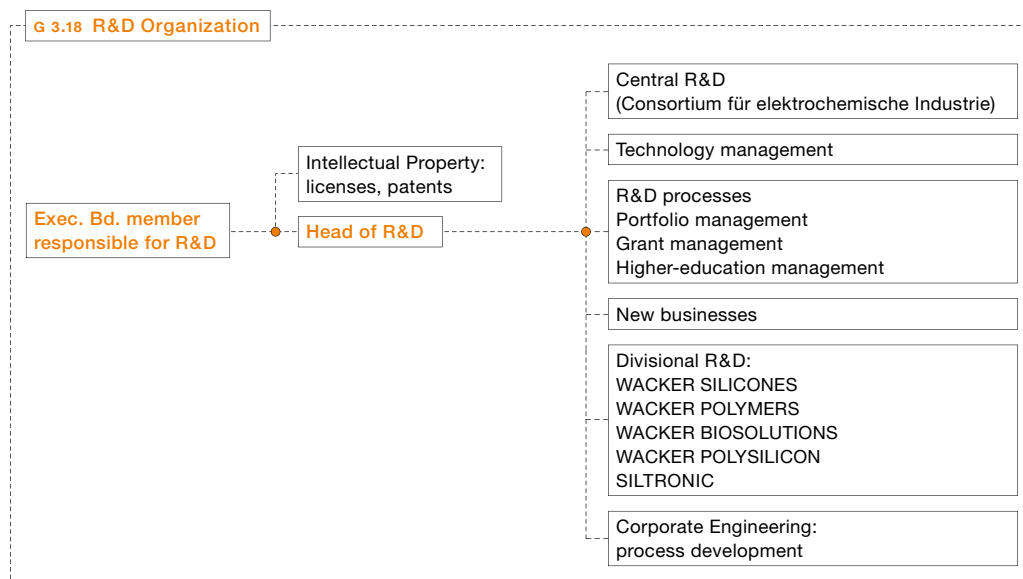 G 3.18 R&D Organization
Exec. Bd. member
responsible for R&D
Intellectual Property:
licenses, patents
Head of R&D
Central R&D
(Consortium für elektrochemische Industrie)
Technology management
R&D processes
Portfolio management
Grant management
Higher-education management
New businesses
Divisional R&D:
WACKER SILICONES
WACKER POLYMERS
WACKER BIOSOLUTIONS
WACKER POLYSILICON
SILTRONIC
Corporate Engineering:
process development